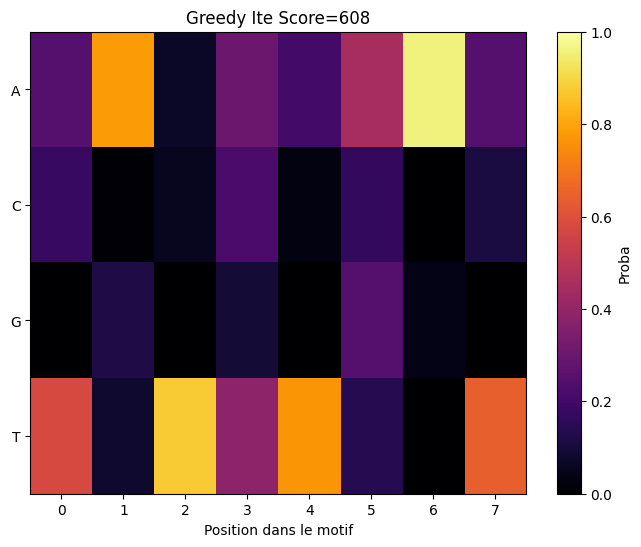 Greedy Ite Score=608
A
C
G
T
0 1 2 3 4 5 6 7
Position dans le motif
1.0
0.8
0.6
0.4
0.2
0.0
Proba